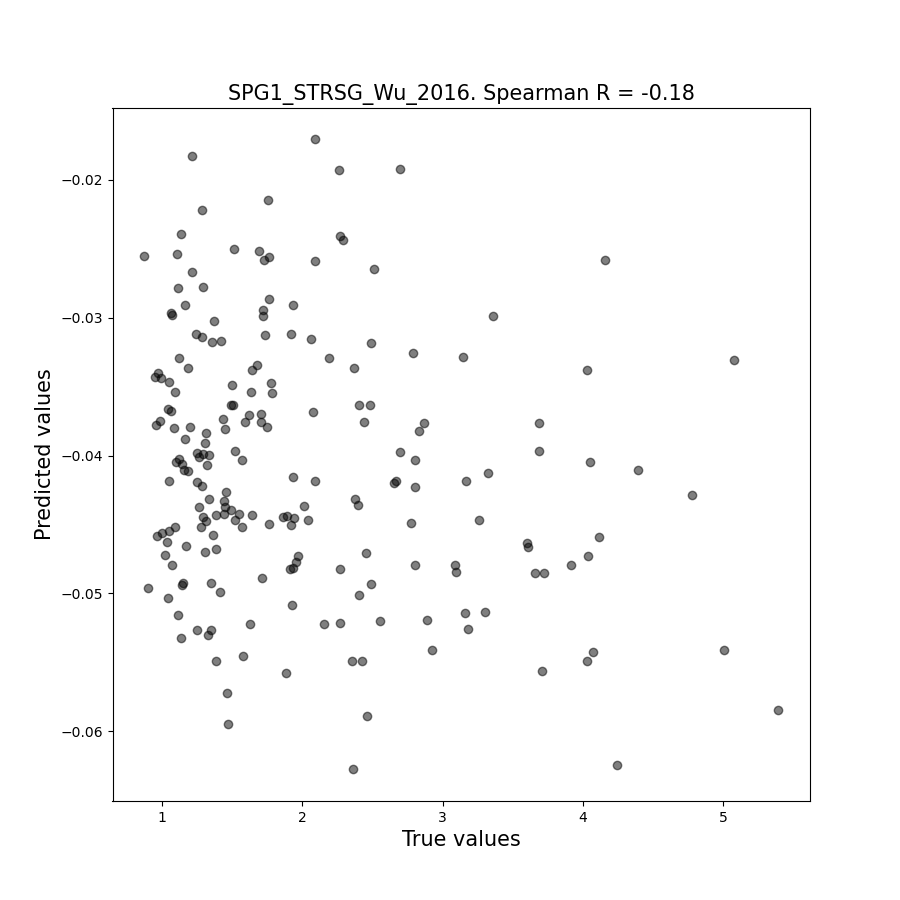 SPG1_STRSG_Wu_2016. Spearman R = -0.18
Predicted values
−0.02
−0.03
−0.04
−0.05
−0.06
1 2 3 4 5
True values